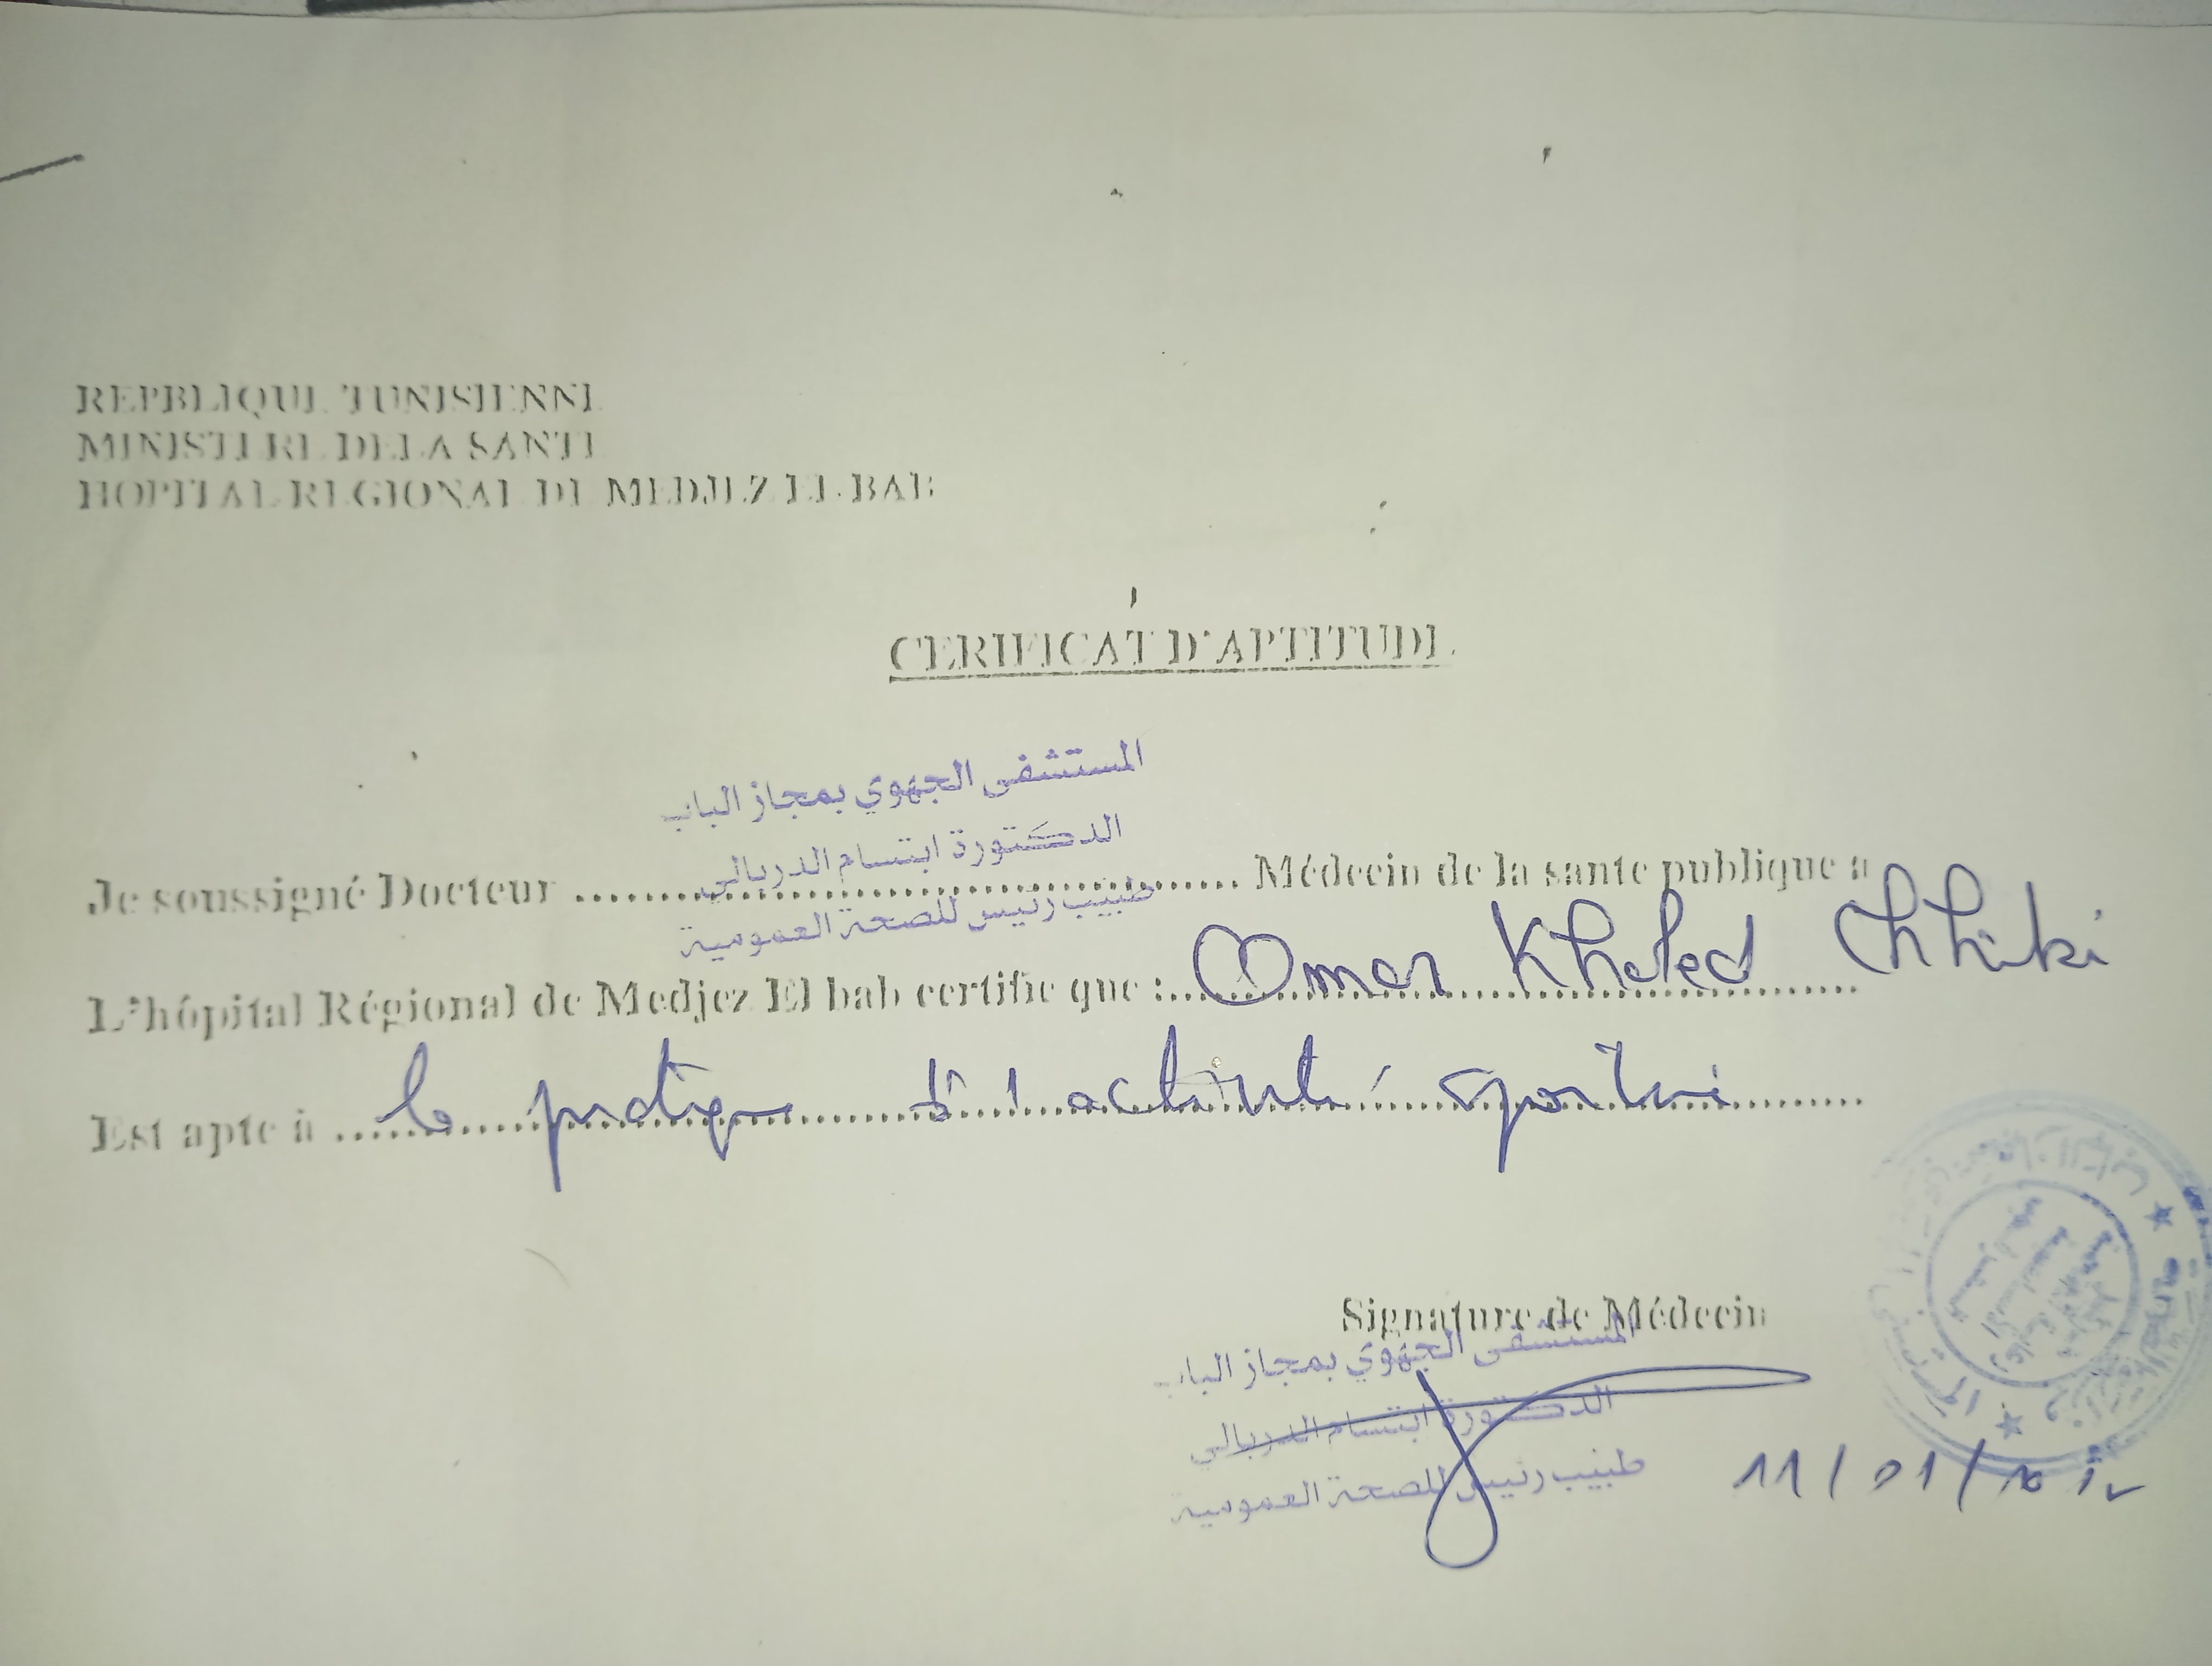 REPBLIQUE TUNISIENNE
MINISTERE DE LA SANTE
HOPITAL REGIONAL DE MEDJEZ EL BAB
CERIFICAT D'APTITUDE
المستشفى الجهوي بمجاز الباب
الدكتورة ابتسام الدربالي
طبيب رئيس للصحة العمومية
Je soussigné Docteur .......... Médecin de la sante publique a
L'hôpital Régional de Medjez El bab certifie que : Omar Khaled Chhibi
Est apte à la pratique d'1 activité sportive
Signature de Médecin
المستشفى الجهوي بمجاز الباب
الدكتورة ابتسام الدربالي
طبيب رئيس للصحة العمومية
11/01/